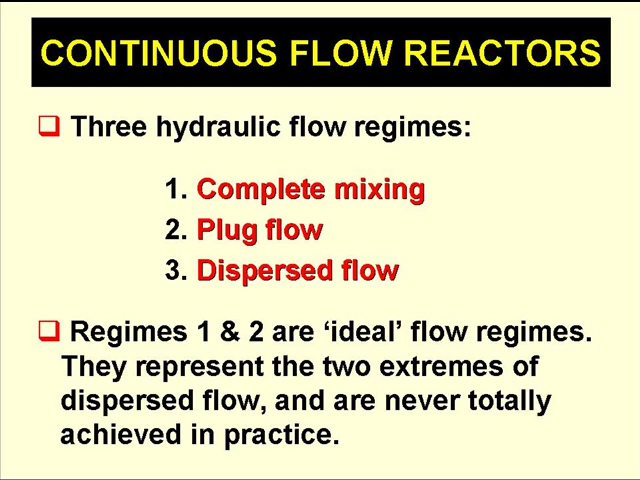 CONTINUOUS FLOW REACTORS
❑ Three hydraulic flow regimes:
1. Complete mixing
2. Plug flow
3. Dispersed flow
❑ Regimes 1 & 2 are ‘ideal’ flow regimes.
They represent the two extremes of
dispersed flow, and are never totally
achieved in practice.